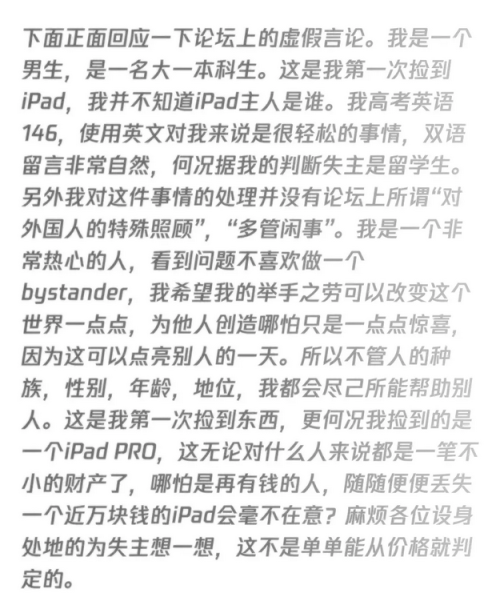 下面正面回应一下论坛上的虚假言论。我是一个
男生，是一名大一本科生。这是我第一次捡到
iPad，我并不知道iPad主人是谁。我高考英语
146，使用英文对我来说是很轻松的事情，双语
留言非常自然，何况据我的判断失主是留学生。
另外我对这件事情的处理并没有论坛上所谓“对
外国人的特殊照顾”，“多管闲事”。我是一个非
常热心的人，看到问题不喜欢做一个
bystander，我希望我的举手之劳可以改变这个
世界一点点，为他人创造哪怕只是一点点惊喜，
因为这可以点亮别人的一天。所以不管人的种
族，性别，年龄，地位，我都会尽己所能帮助别
人。这是我第一次捡到东西，更何况我捡到的是
一个iPad PRO，这无论对什么人来说都是一笔不
小的财产了，哪怕是再有钱的人，随随便便丢失
一个近万块钱的iPad会毫不在意？麻烦各位设身
处地的为失主想一想，这不是单单能从价格就判
定的。